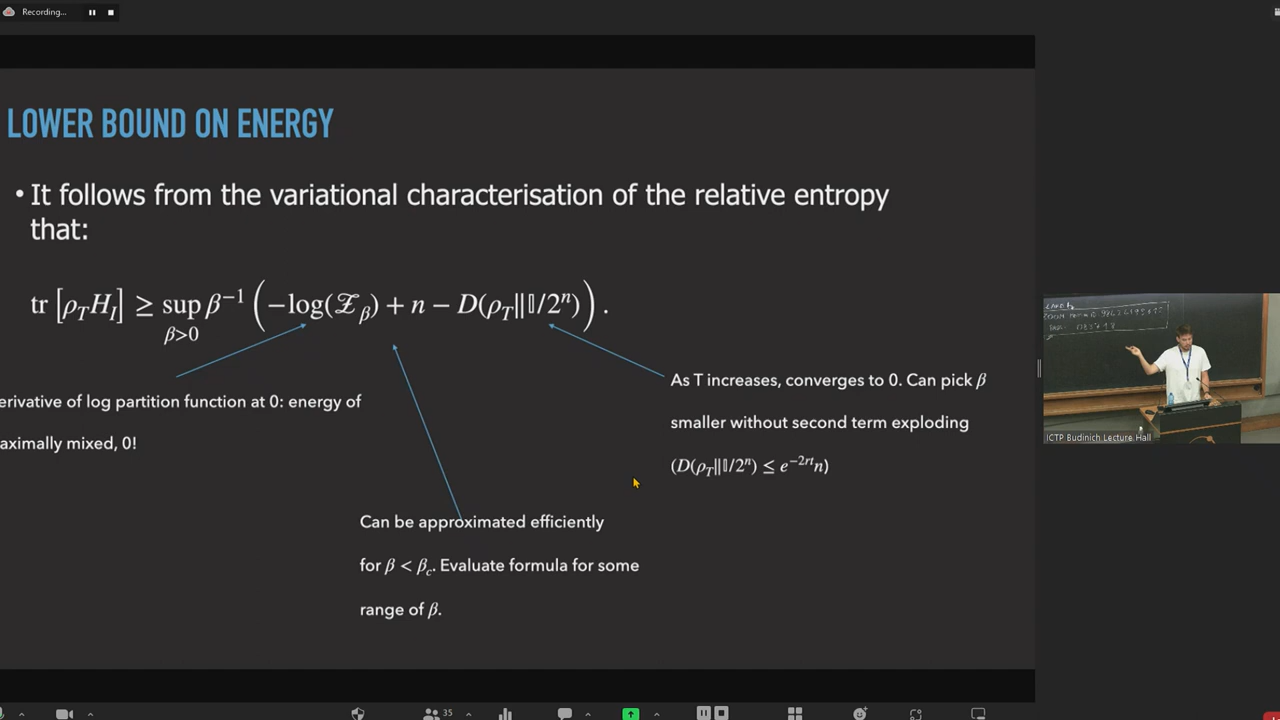 Recording...
LOWER BOUND ON ENERGY
• It follows from the variational characterisation of the relative entropy
that:
tr [ρ_T H_I] ≥ sup_{β>0} β^{-1} (−log(𝒵_β) + n − D(ρ_T||𝕀/2^n)) .
As T increases, converges to 0. Can pick β
smaller without second term exploding
(D(ρ_T||𝕀/2^n) ≤ e^{−2rt}n)
erivative of log partition function at 0: energy of
aximally mixed, 0!
Can be approximated efficiently
for β < β_c. Evaluate formula for some
range of β.
ICTP Budinich Lecture Hall
35